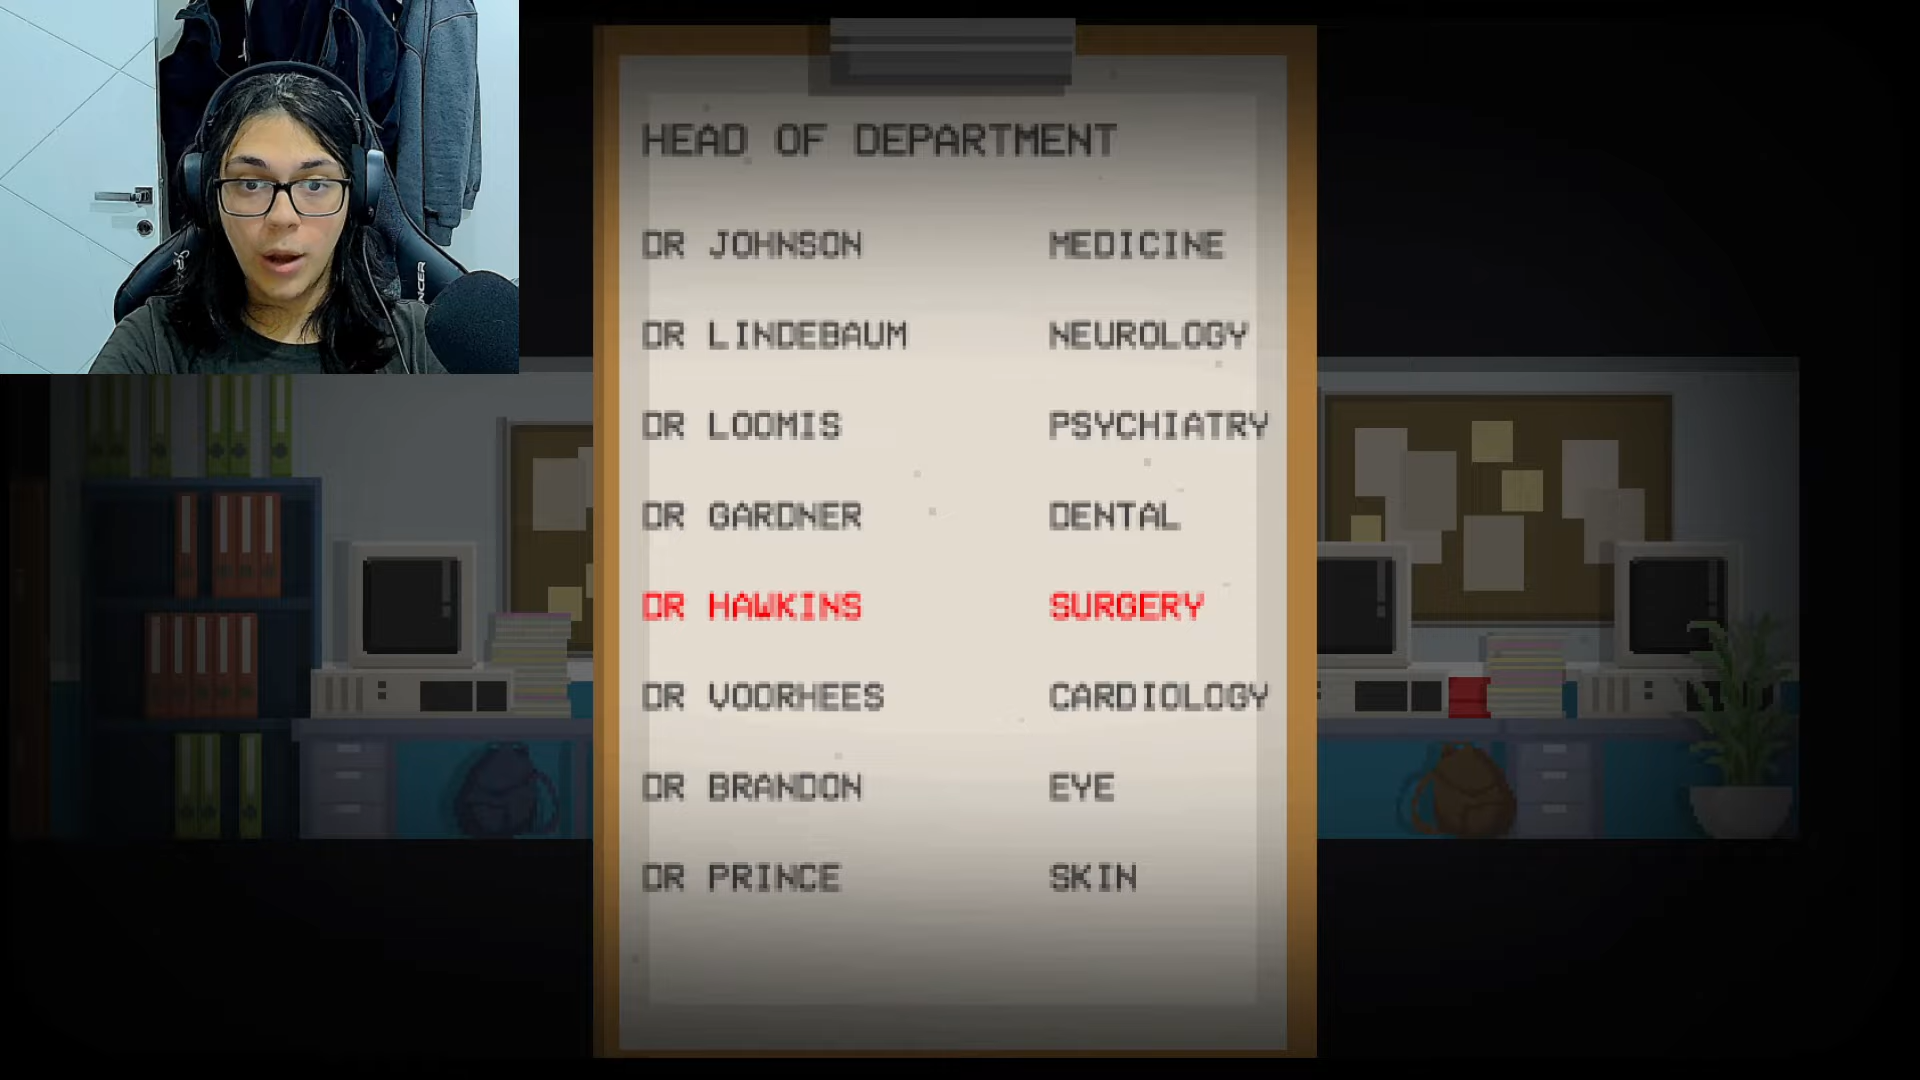 HEAD OF DEPARTMENT
DR JOHNSON MEDICINE
DR LINDEBAUM NEUROLOGY
DR LOOMIS PSYCHIATRY
DR GARDNER DENTAL
DR HAWKINS SURGERY
DR VOORHEES CARDIOLOGY
DR BRANDON EYE
DR PRINCE SKIN